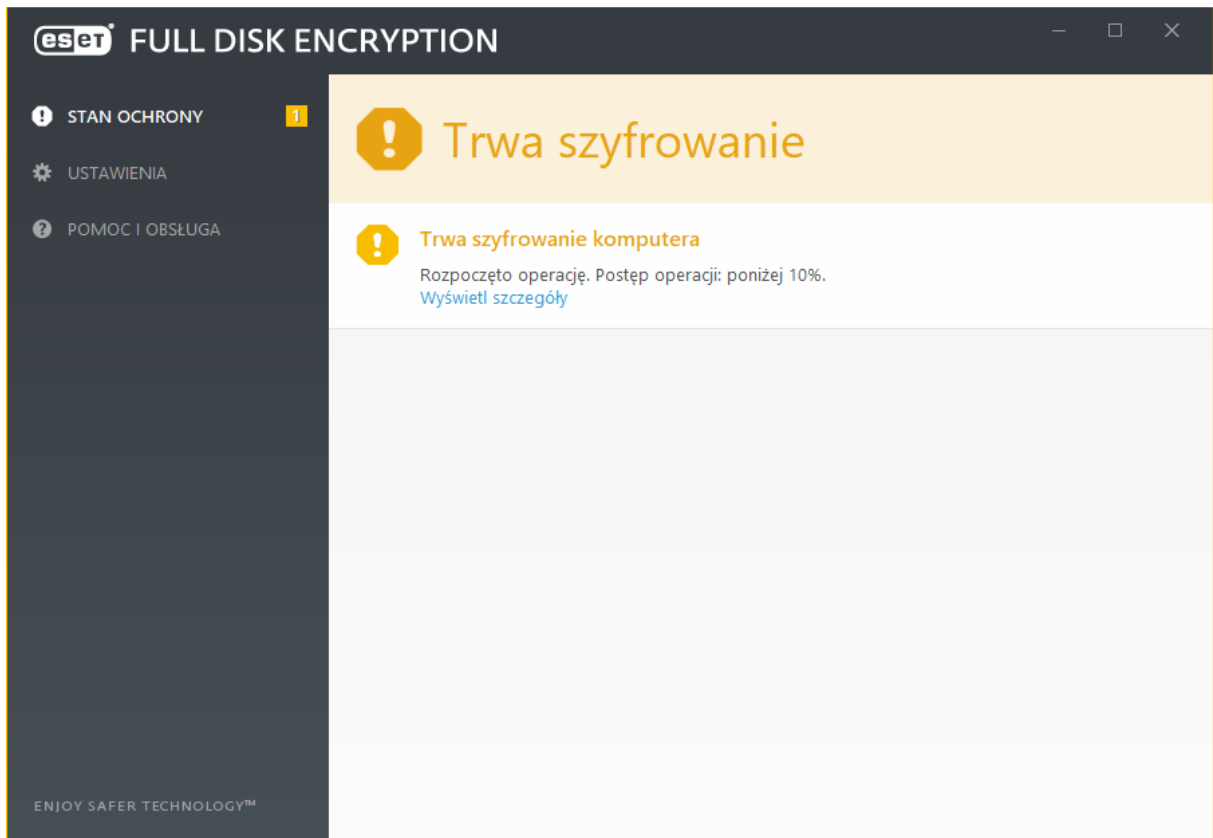 eset FULL DISK ENCRYPTION
STAN OCHRONY 1
USTAWIENIA
POMOC I OBSŁUGA
Trwa szyfrowanie
Trwa szyfrowanie komputera
Rozpoczęto operację. Postęp operacji: poniżej 10%.
Wyświetl szczegóły
ENJOY SAFER TECHNOLOGY™